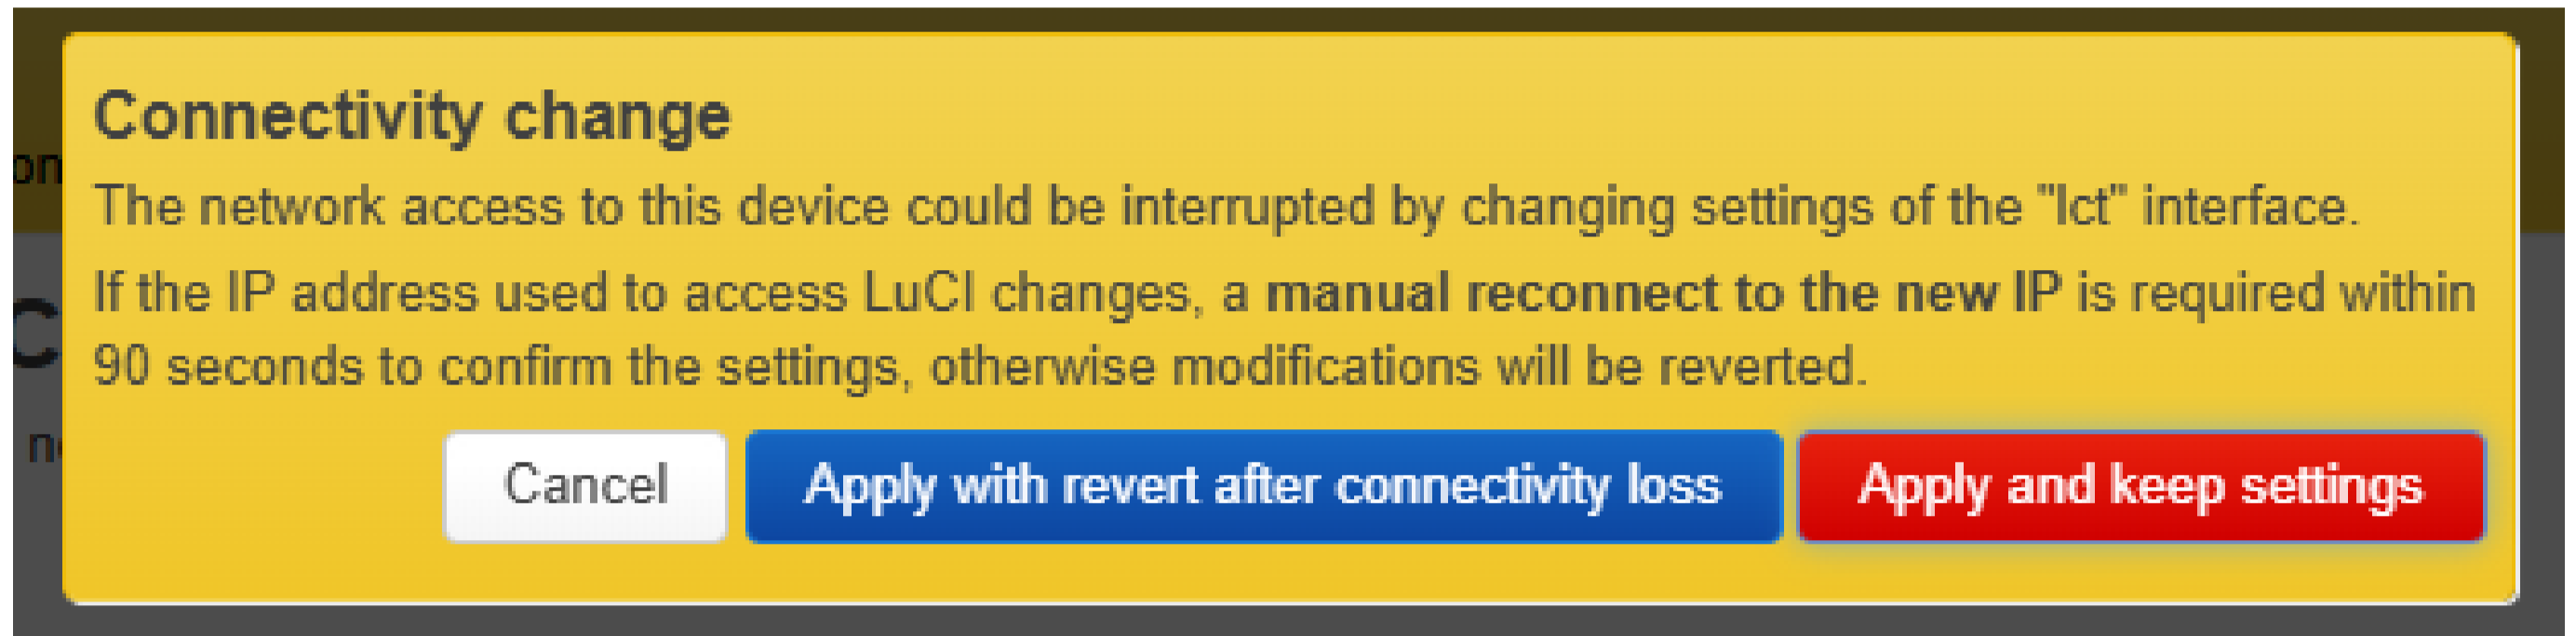 Connectivity change
The network access to this device could be interrupted by changing settings of the "lct" interface.
If the IP address used to access LuCI changes, a manual reconnect to the new IP is required within
90 seconds to confirm the settings, otherwise modifications will be reverted.
Cancel Apply with revert after connectivity loss Apply and keep settings